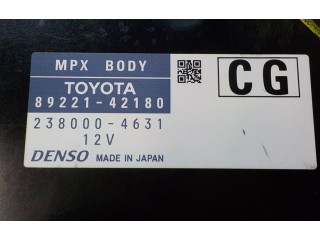 MPX BODY
TOYOTA
89221-42180
CG
238000-4631
12V
DENSO MADE IN JAPAN